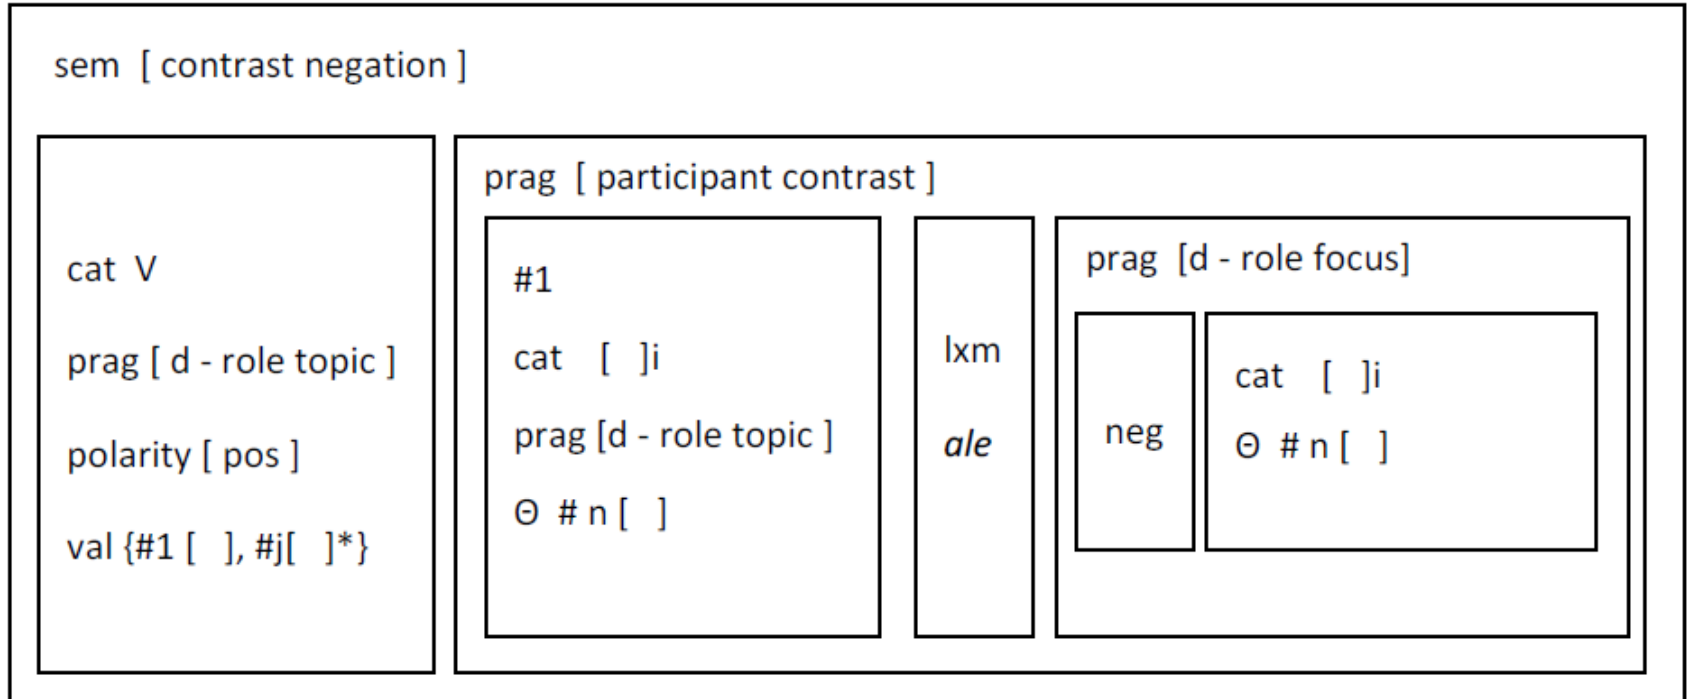 sem [ contrast negation ]
cat V
prag [ d - role topic ]
polarity [ pos ]
val {#1 [ ], #j[ ]*}
prag [ participant contrast ]
#1
cat [ ]i
prag [d - role topic ]
Θ # n [ ]
lxm
ale
prag [d - role focus]
neg
cat [ ]i
Θ # n [ ]